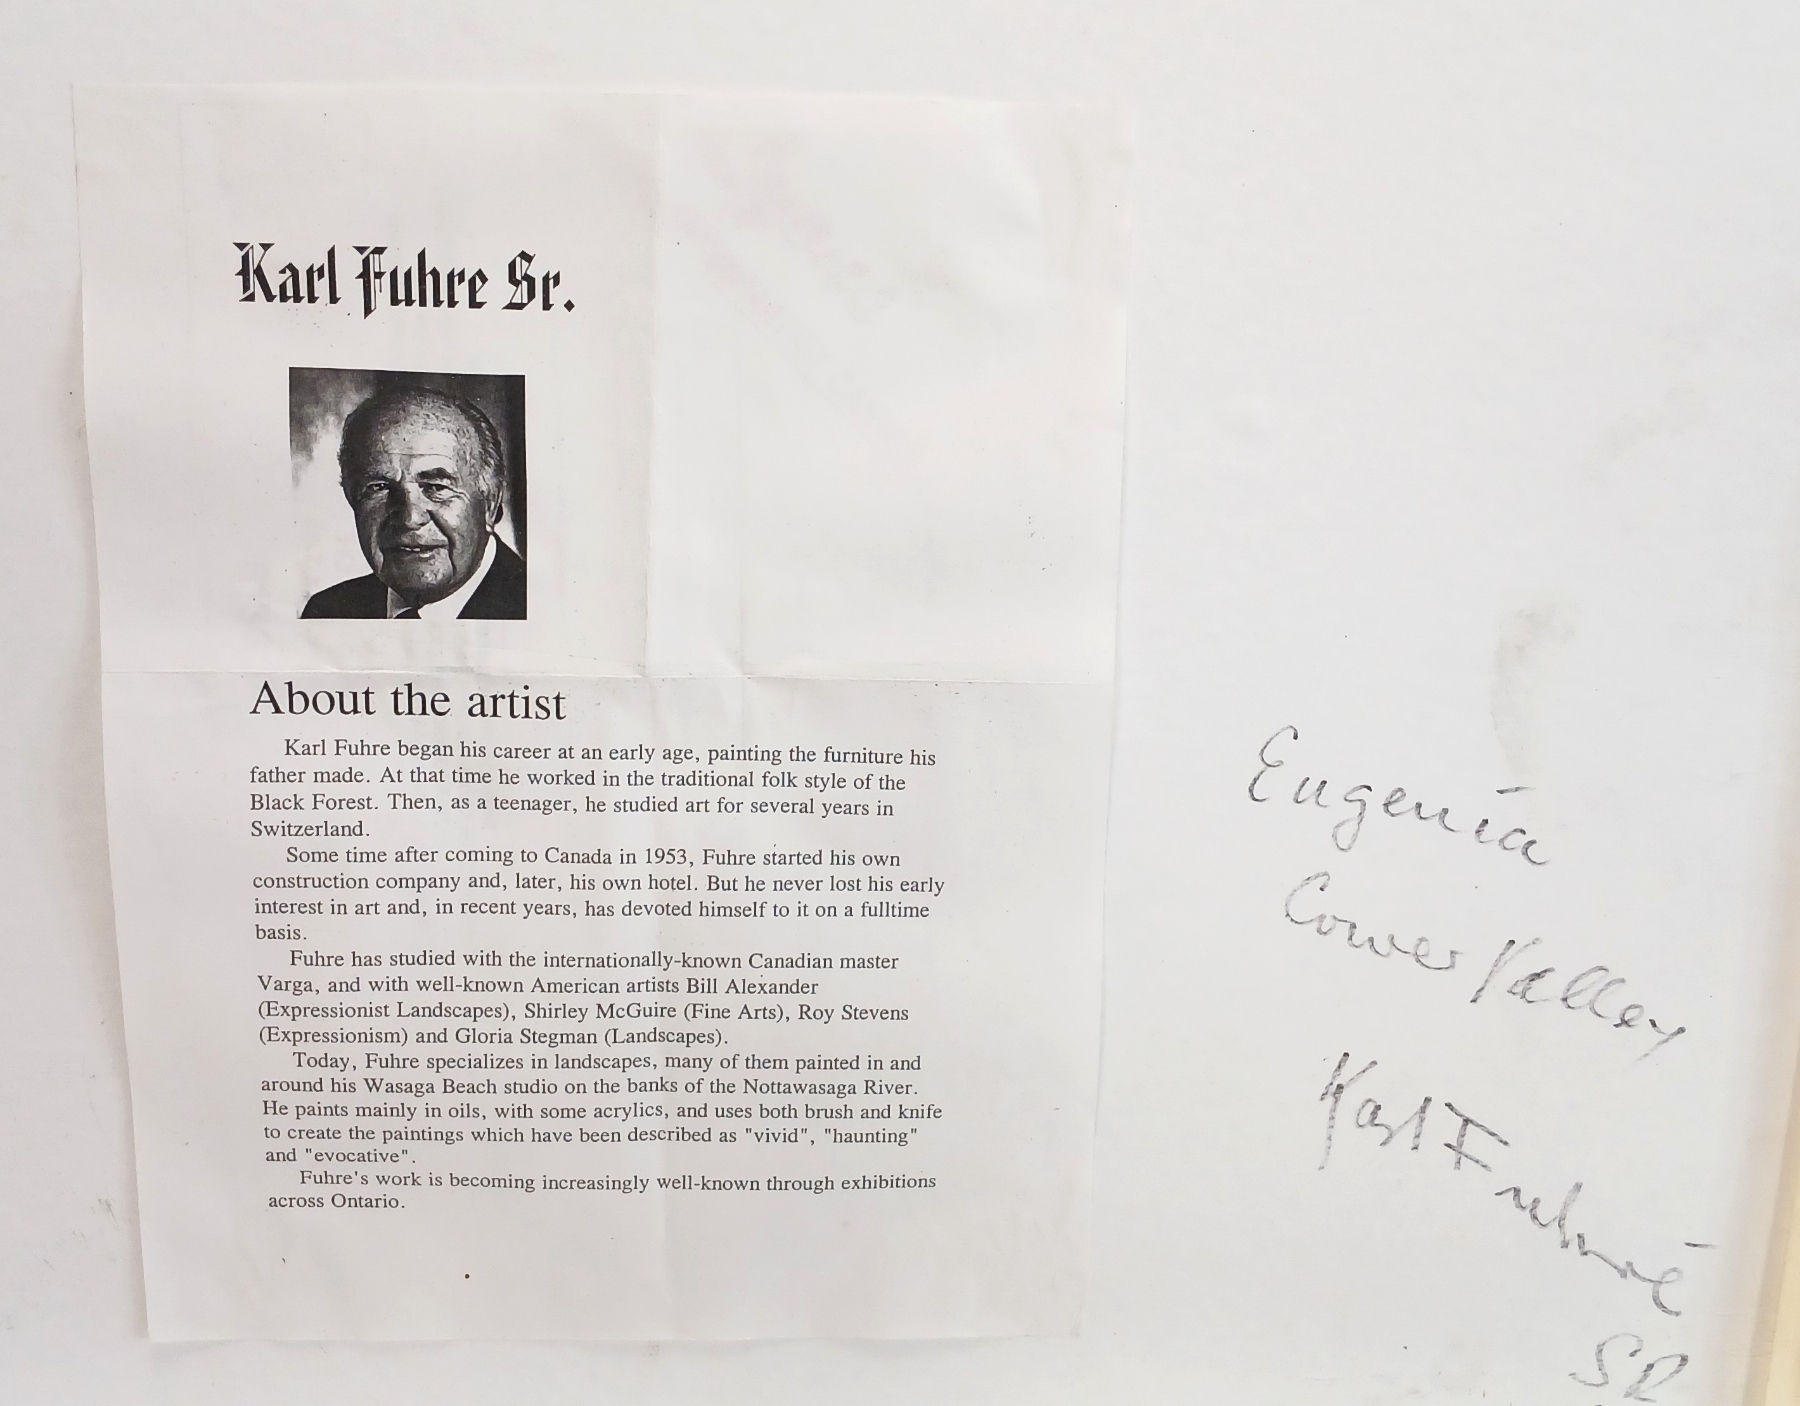 Karl Fuhre Sr.
About the artist
Karl Fuhre began his career at an early age, painting the furniture his
father made. At that time he worked in the traditional folk style of the
Black Forest. Then, as a teenager, he studied art for several years in
Switzerland.
Some time after coming to Canada in 1953, Fuhre started his own
construction company and, later, his own hotel. But he never lost his early
interest in art and, in recent years, has devoted himself to it on a fulltime
basis.
Fuhre has studied with the internationally-known Canadian master
Varga, and with well-known American artists Bill Alexander
(Expressionist Landscapes), Shirley McGuire (Fine Arts), Roy Stevens
(Expressionism) and Gloria Stegman (Landscapes).
Today, Fuhre specializes in landscapes, many of them painted in and
around his Wasaga Beach studio on the banks of the Nottawasaga River.
He paints mainly in oils, with some acrylics, and uses both brush and knife
to create the paintings which have been described as "vivid", "haunting"
and "evocative".
Fuhre's work is becoming increasingly well-known through exhibitions
across Ontario.
Eugenia
Valley
Karl Fuhré
SR